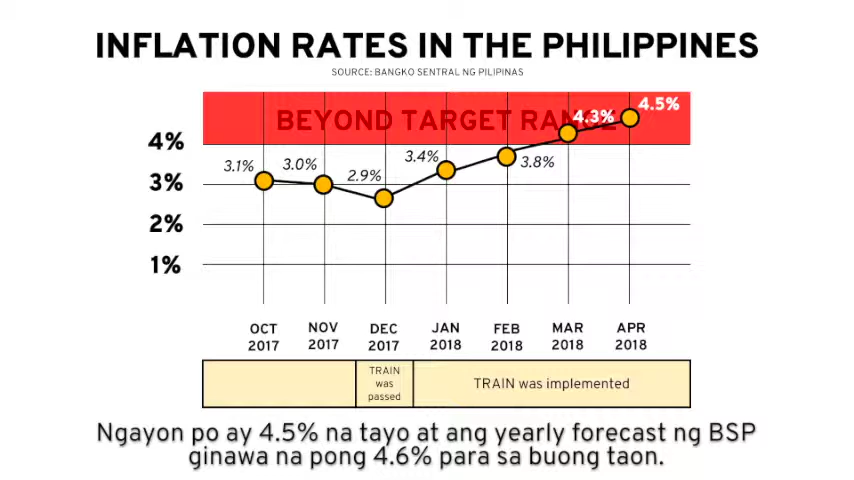 INFLATION RATES IN THE PHILIPPINES
SOURCE: BANGKO SENTRAL NG PILIPINAS
BEYOND TARGET RANGE
4.5%
4.3%
4%
3.1%
3.0%
2.9%
3.4%
3.8%
3%
2%
1%
OCT NOV DEC JAN FEB MAR APR
2017 2017 2017 2018 2018 2018 2018
TRAIN
was
passed
TRAIN was implemented
Ngayon po ay 4.5% na tayo at ang yearly forecast ng BSP
ginawa na pong 4.6% para sa buong taon.